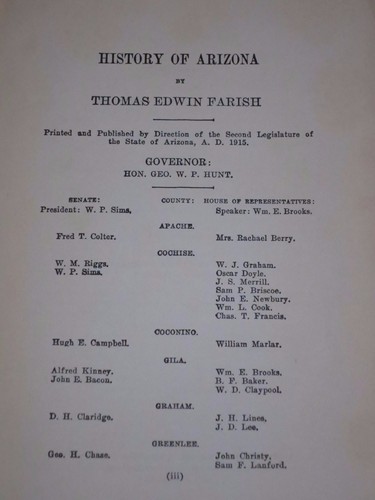 HISTORY OF ARIZONA
BY
THOMAS EDWIN FARISH
Printed and Published by Direction of the Second Legislature of
the State of Arizona, A. D. 1915.
GOVERNOR:
HON. GEO. W. P. HUNT.
SENATE: COUNTY: HOUSE OF REPRESENTATIVES:
President: W. P. Sims. Speaker: Wm. E. Brooks.
APACHE.
Fred T. Colter. Mrs. Rachael Berry.
COCHISE.
W. M. Riggs. W. J. Graham.
W. P. Sims. Oscar Doyle.
J. S. Merrill.
Sam P. Briscoe.
John E. Newbury.
Wm. L. Cook.
Chas. T. Francis.
COCONINO.
Hugh E. Campbell. William Marlar.
GILA.
Alfred Kinney. Wm. E. Brooks.
John E. Bacon. B. F. Baker.
W. D. Claypool.
GRAHAM.
D. H. Claridge. J. H. Lines.
J. D. Lee.
GREENLEE.
Geo. H. Chase. John Christy.
Sam F. Lanford.
(iii)